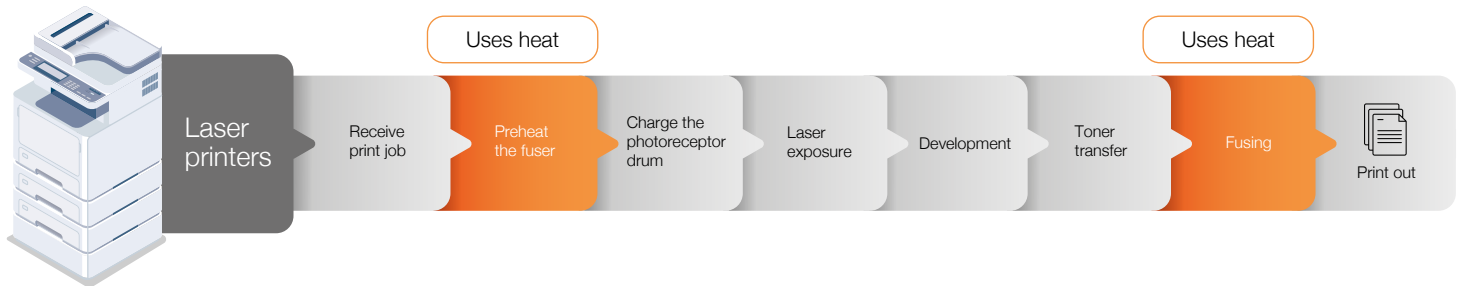 Uses heat
Uses heat
Laser
printers
Receive
print job
Preheat
the fuser
Charge the
photoreceptor
drum
Laser
exposure
Development
Toner
transfer
Fusing
Print out